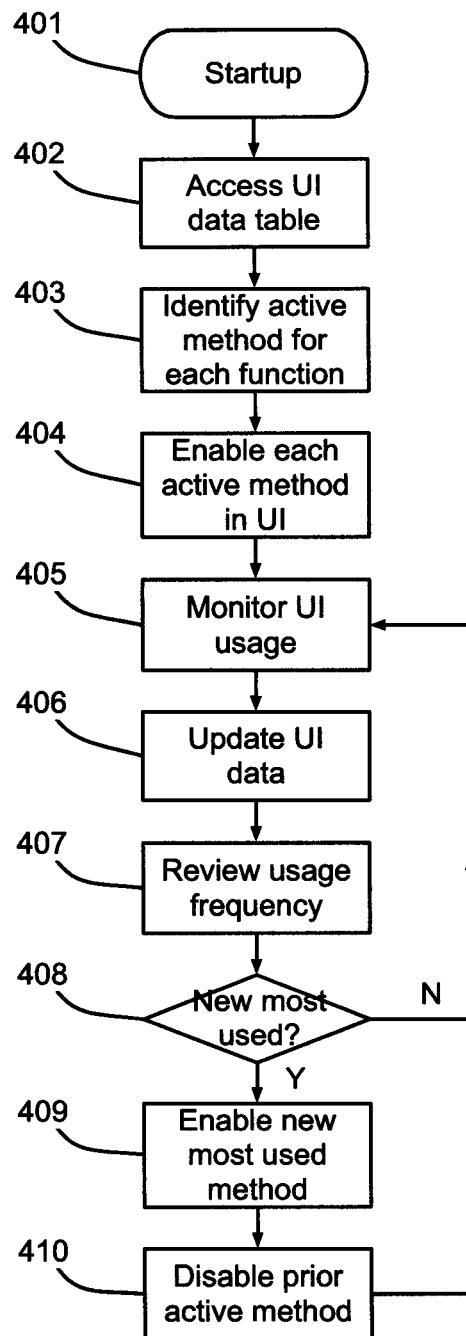 401
Startup
402
Access UI
data table
403
Identify active
method for
each function
404
Enable each
active method
in UI
405
Monitor UI
usage
406
Update UI
data
407
Review usage
frequency
408
New most
used?
N
Y
409
Enable new
most used
method
410
Disable prior
active method